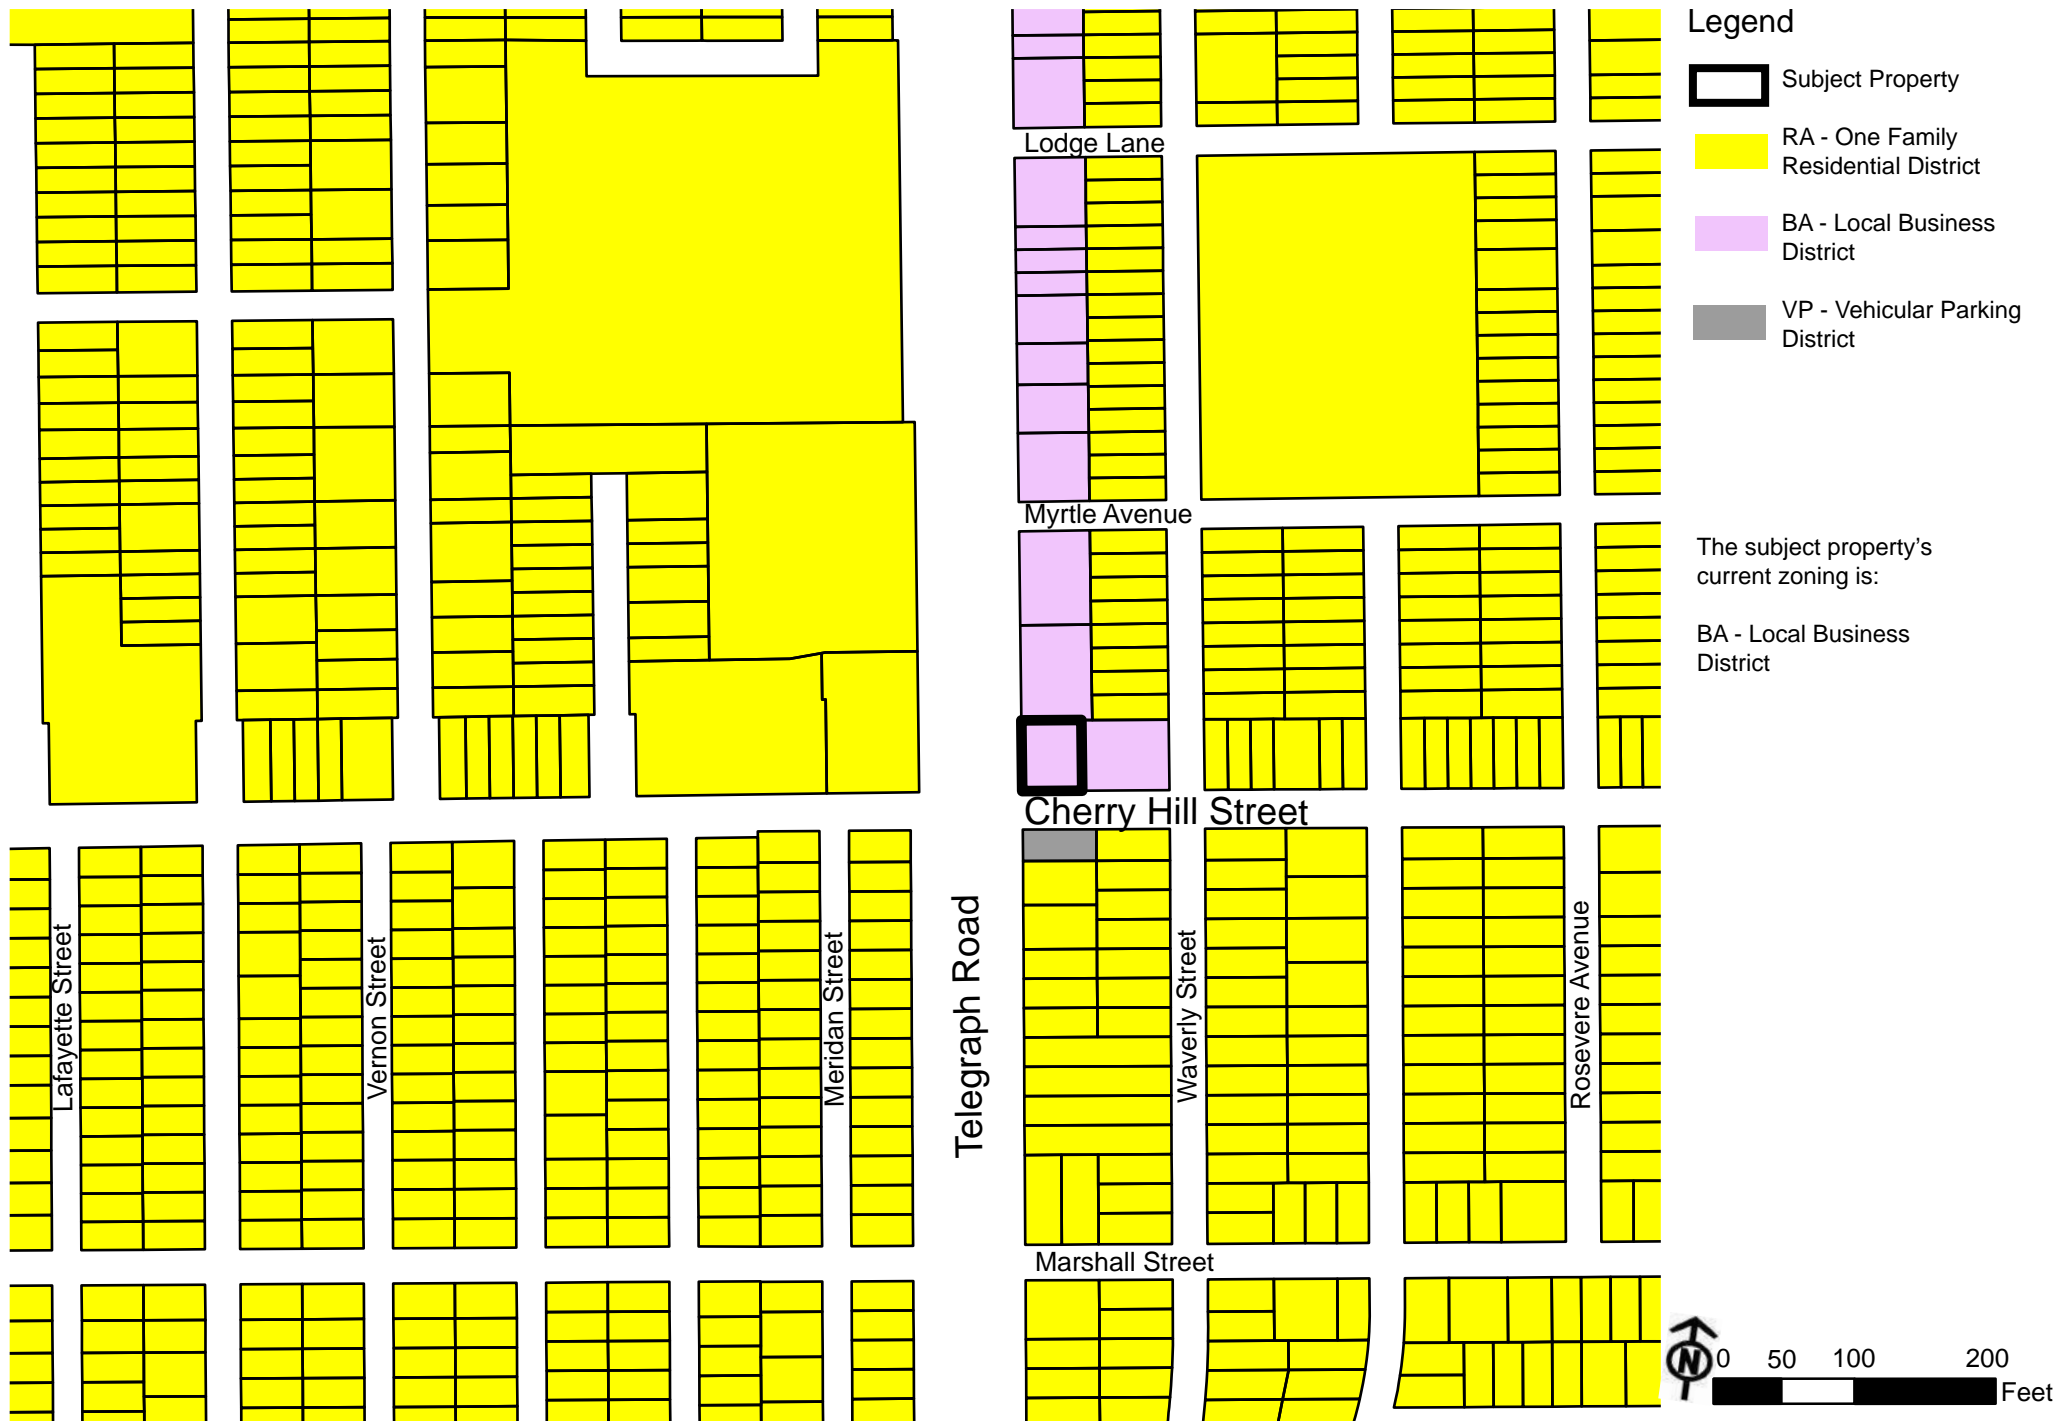 Legend
Subject Property
RA - One Family
Residential District
BA - Local Business
District
VP - Vehicular Parking
District
The subject property's
current zoning is:
BA - Local Business
District
Lodge Lane
Myrtle Avenue
Cherry Hill Street
Lafayette Street
Vernon Street
Meridan Street
Telegraph Road
Waverly Street
Rosevere Avenue
Marshall Street
N
0 50 100 200
Feet